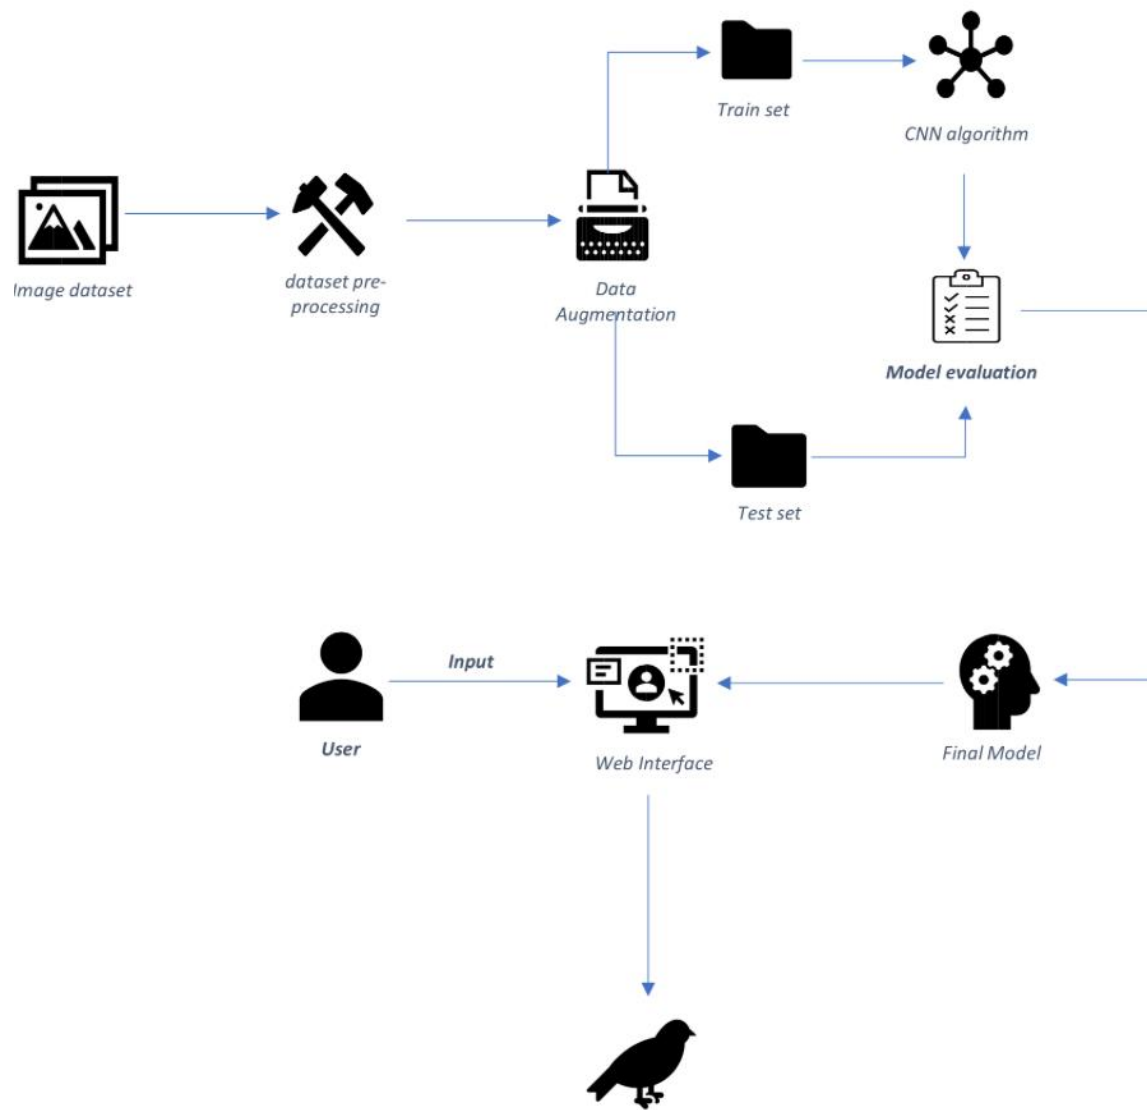 Train set
CNN algorithm
Image dataset
dataset pre-
processing
Data
Augmentation
Model evaluation
Test set
Input
User
Web Interface
Final Model